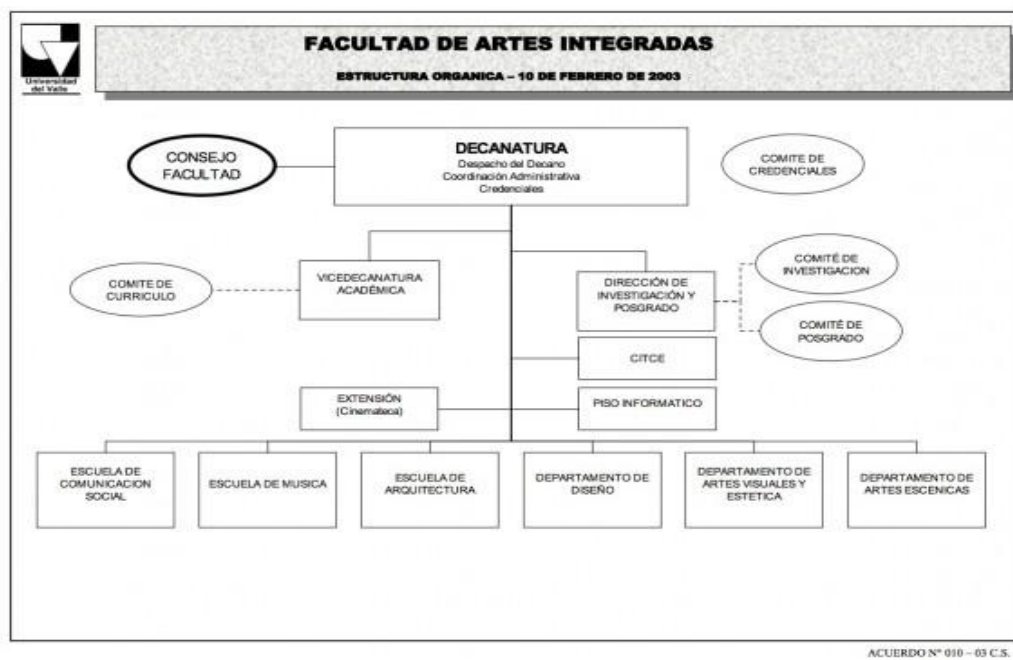 Universidad
del Valle
FACULTAD DE ARTES INTEGRADAS
ESTRUCTURA ORGANICA – 10 DE FEBRERO DE 2003
CONSEJO
FACULTAD
DECANATURA
Despacho del Decano
Coordinación Administrativa
Credenciales
COMITE DE
CREDENCIALES
COMITE DE
CURRICULO
VICEDECANATURA
ACADÉMICA
DIRECCIÓN DE
INVESTIGACIÓN Y
POSGRADO
COMITÉ DE
INVESTIGACION
COMITÉ DE
POSGRADO
CITCE
EXTENSIÓN
(Cinemateca)
PISO INFORMATICO
ESCUELA DE
COMUNICACION
SOCIAL
ESCUELA DE MUSICA
ESCUELA DE
ARQUITECTURA
DEPARTAMENTO DE
DISEÑO
DEPARTAMENTO DE
ARTES VISUALES Y
ESTETICA
DEPARTAMENTO DE
ARTES ESCENICAS
ACUERDO Nº 010 – 03 C.S.